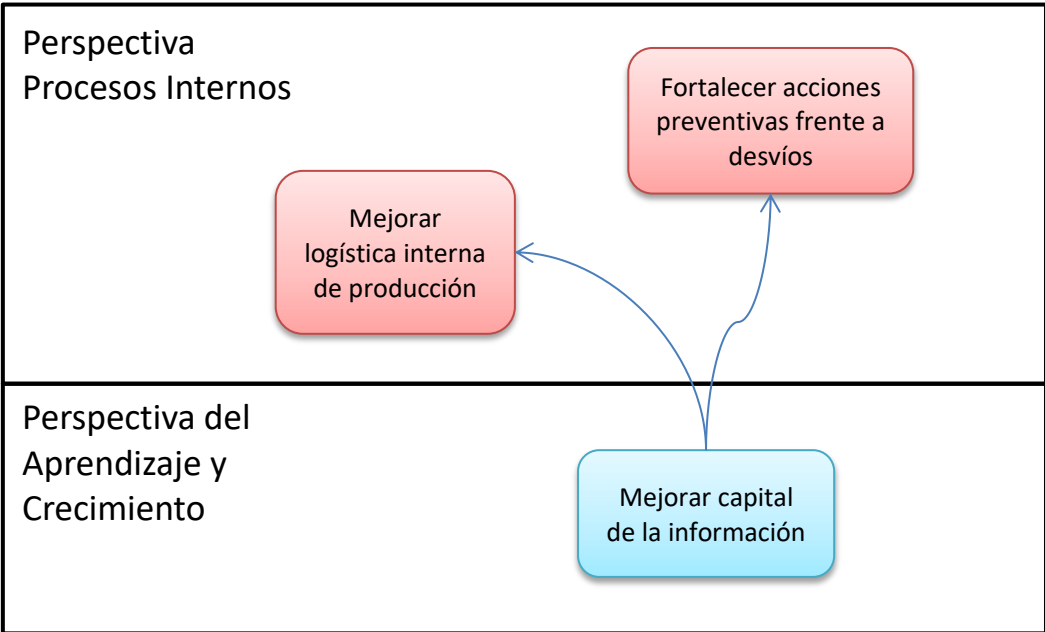 Perspectiva
Procesos Internos
Fortalecer acciones
preventivas frente a
desvíos
Mejorar
logística interna
de producción
Perspectiva del
Aprendizaje y
Crecimiento
Mejorar capital
de la información